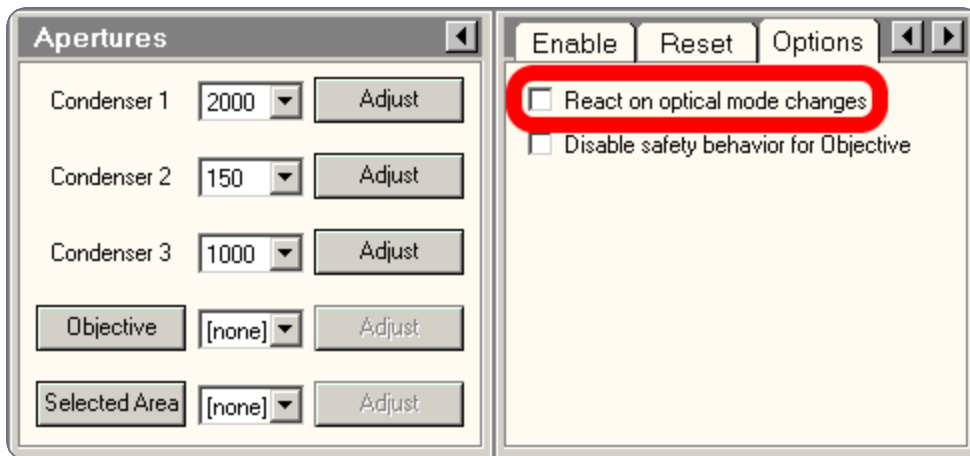 Apertures
Condenser 1 2000 Adjust
Condenser 2 150 Adjust
Condenser 3 1000 Adjust
Objective [none] Adjust
Selected Area [none] Adjust
Enable Reset Options
React on optical mode changes
Disable safety behavior for Objective